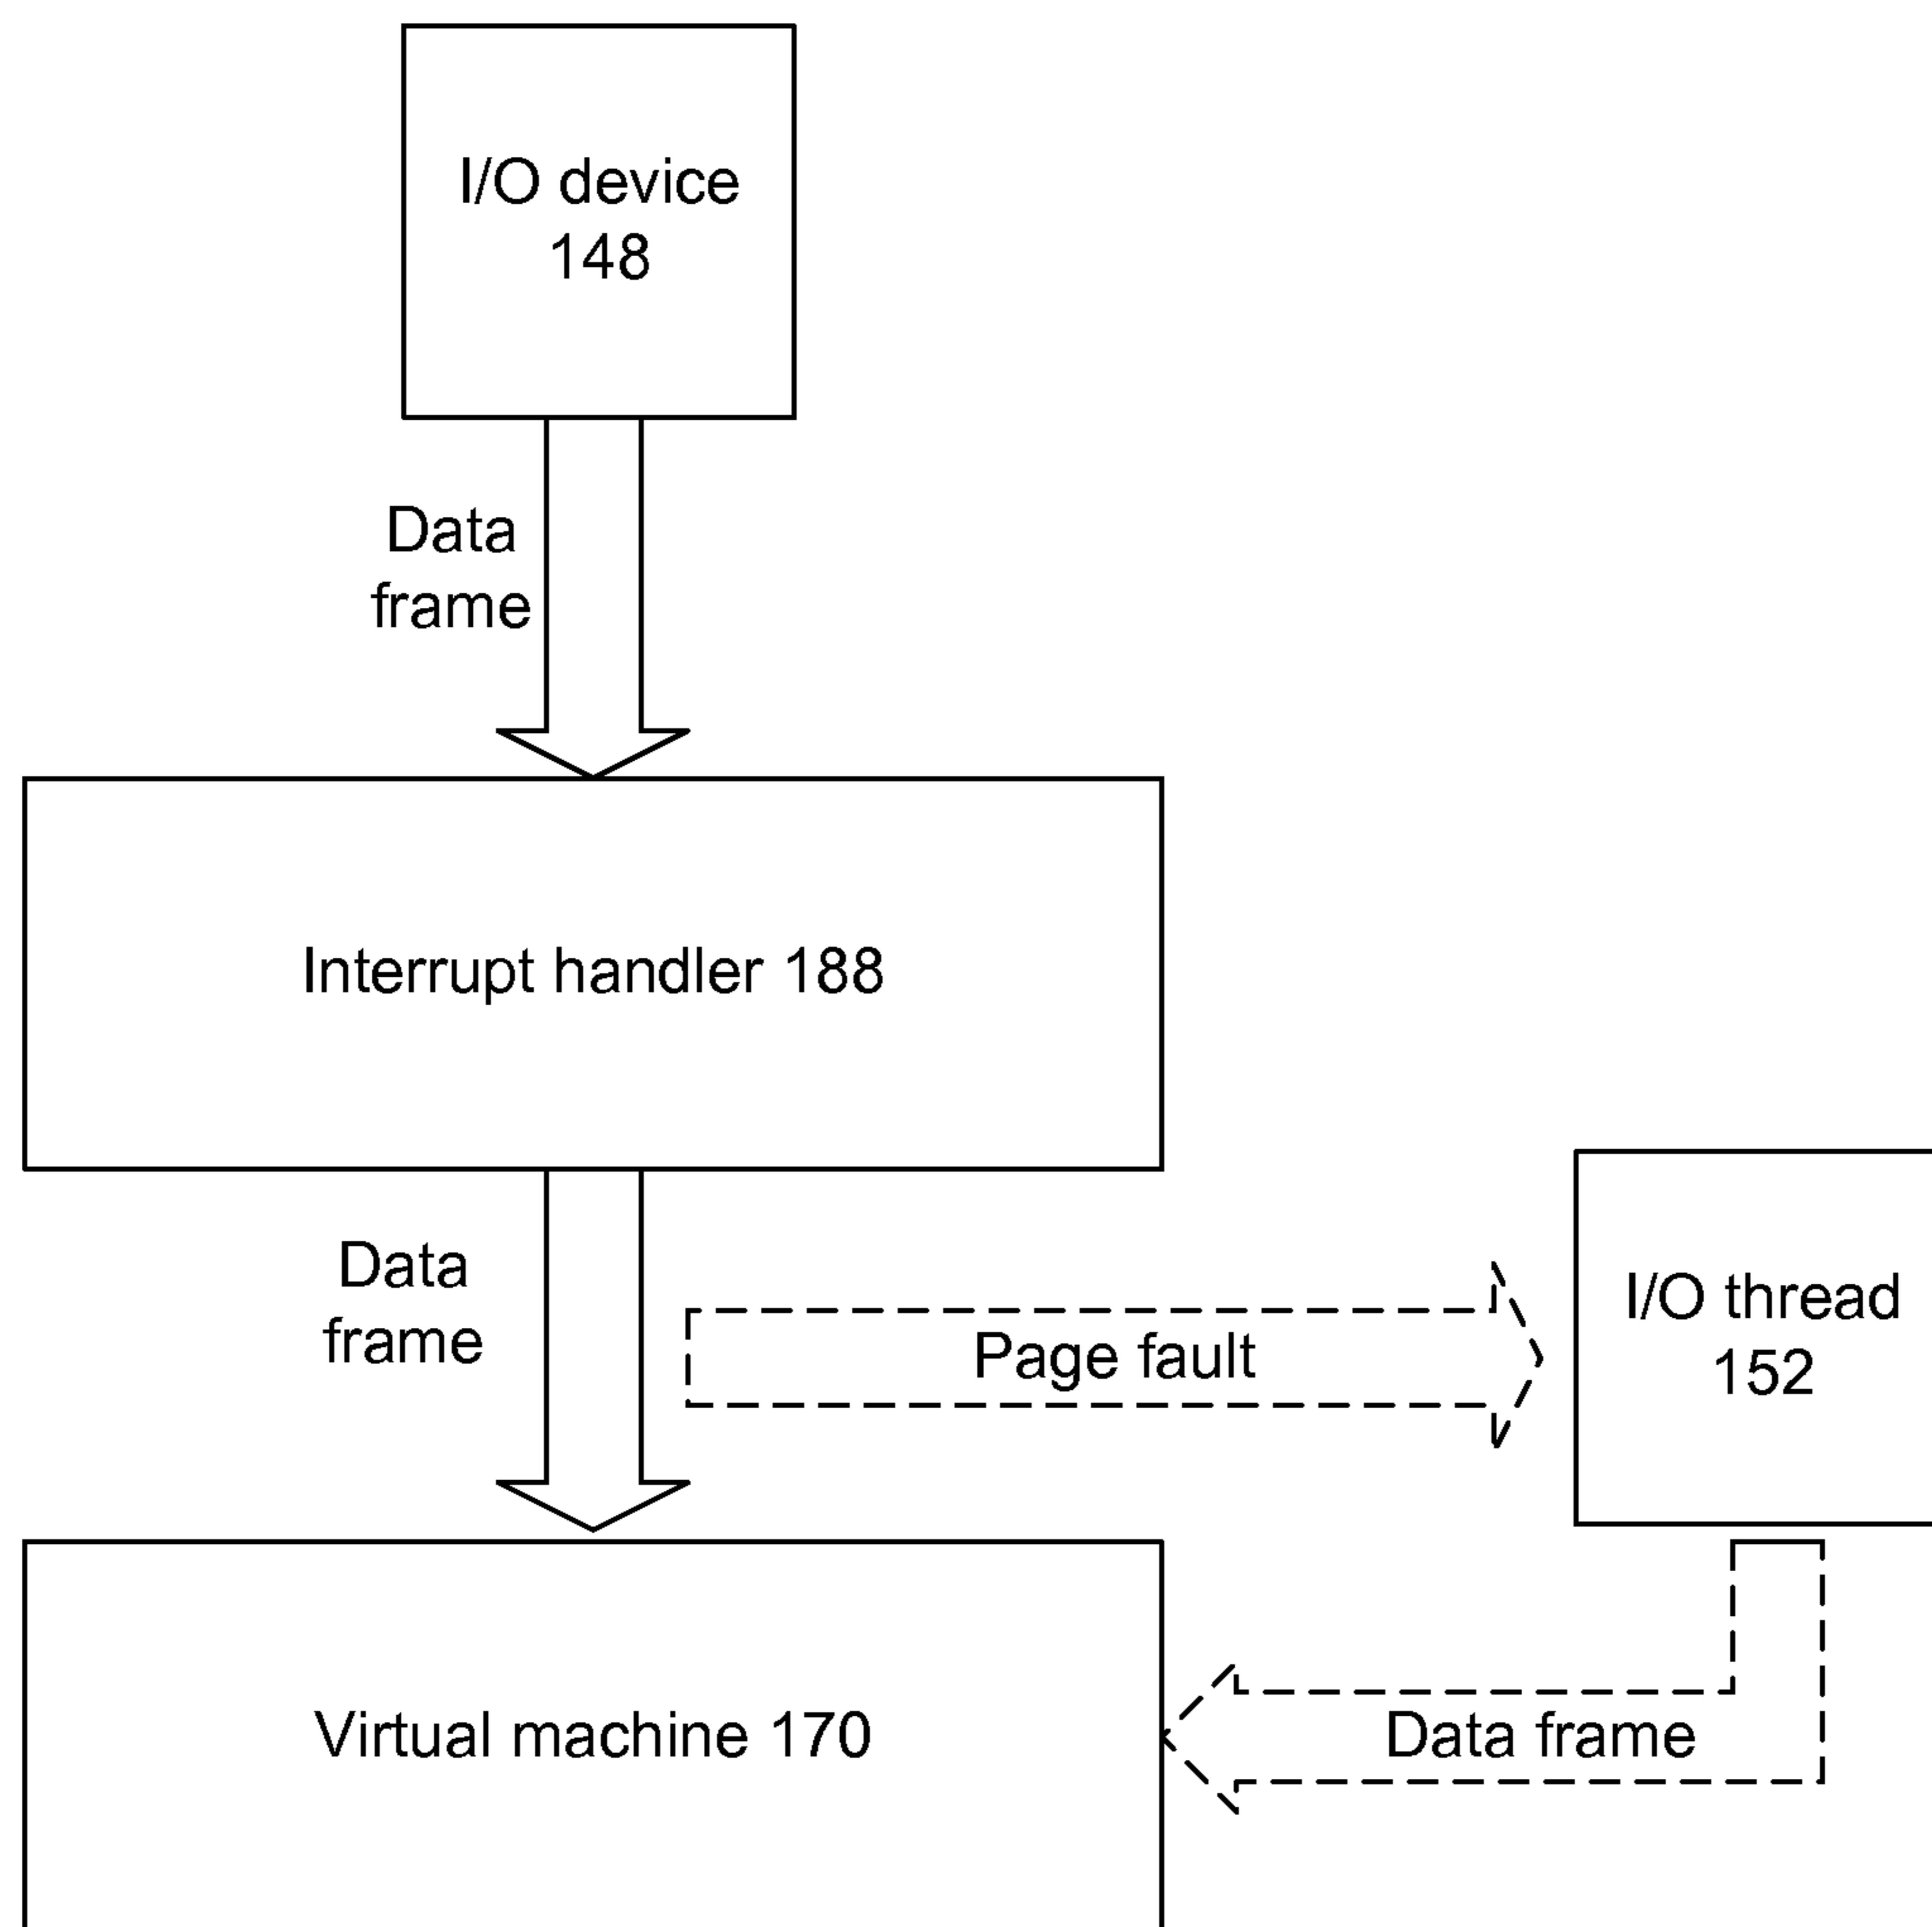 I/O device
148
Data
frame
Interrupt handler 188
Data
frame
Page fault
I/O thread
152
Virtual machine 170
Data frame